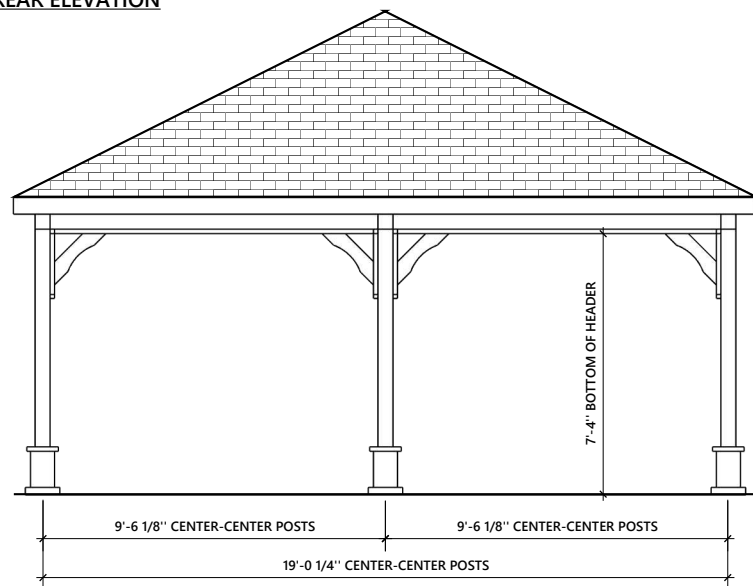 REAR ELEVATION
7'-4'' BOTTOM OF HEADER
9'-6 1/8'' CENTER-CENTER POSTS
9'-6 1/8'' CENTER-CENTER POSTS
19'-0 1/4'' CENTER-CENTER POSTS